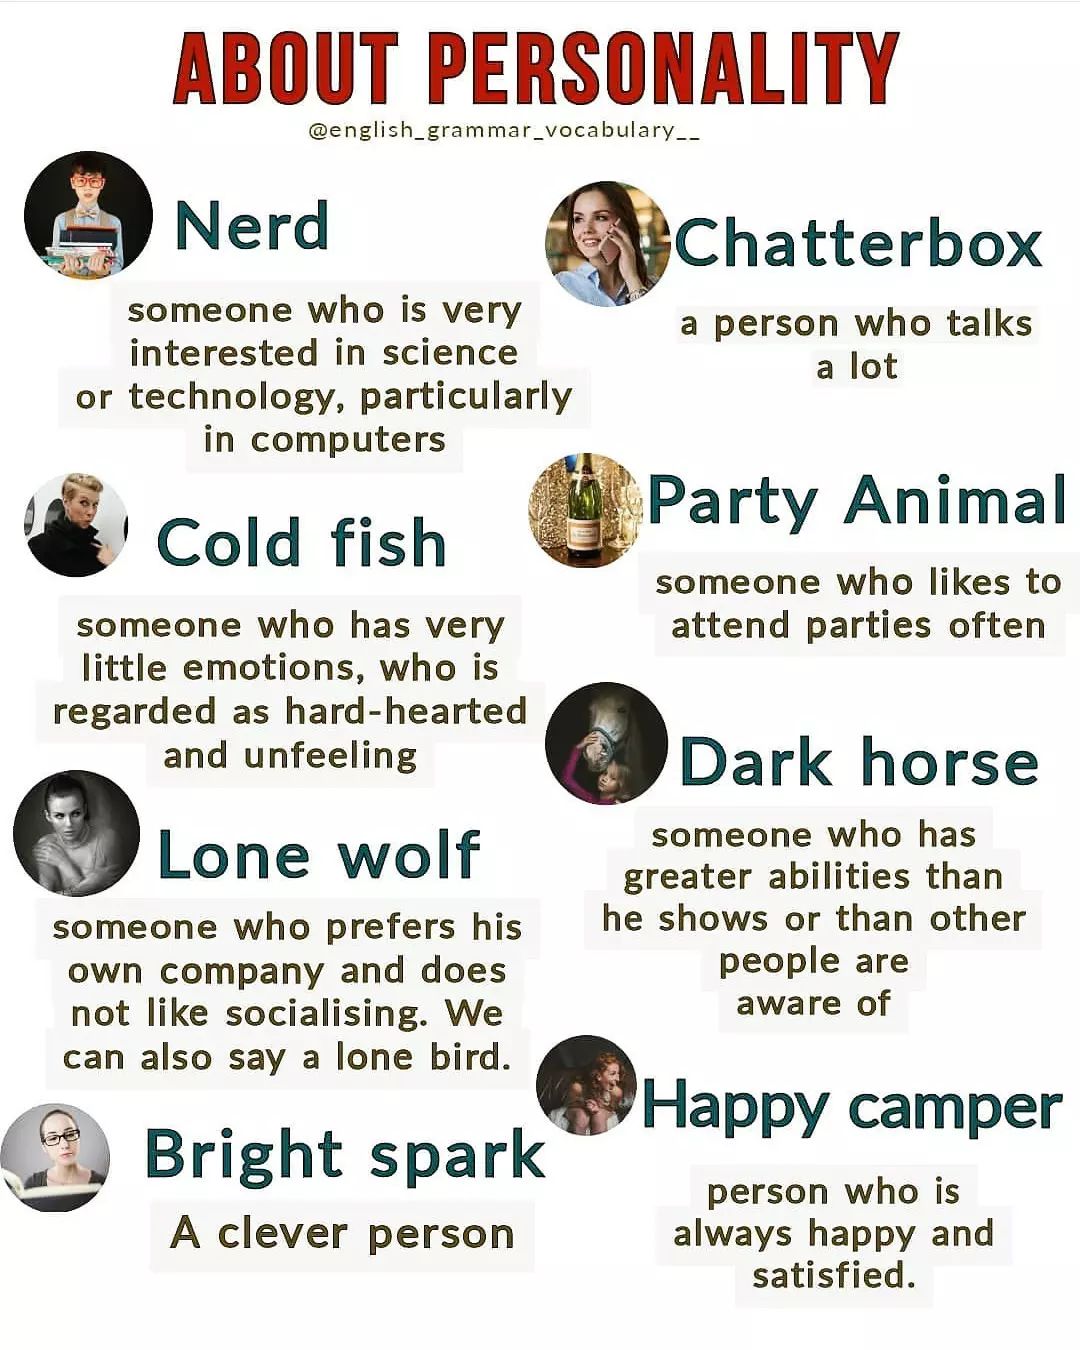 ABOUT PERSONALITY
@english_grammar_vocabulary__
Nerd
someone who is very
interested in science
or technology, particularly
in computers
Chatterbox
a person who talks
a lot
Cold fish
someone who has very
little emotions, who is
regarded as hard-hearted
and unfeeling
Party Animal
someone who likes to
attend parties often
Lone wolf
someone who prefers his
own company and does
not like socialising. We
can also say a lone bird.
Dark horse
someone who has
greater abilities than
he shows or than other
people are
aware of
Bright spark
A clever person
Happy camper
person who is
always happy and
satisfied.